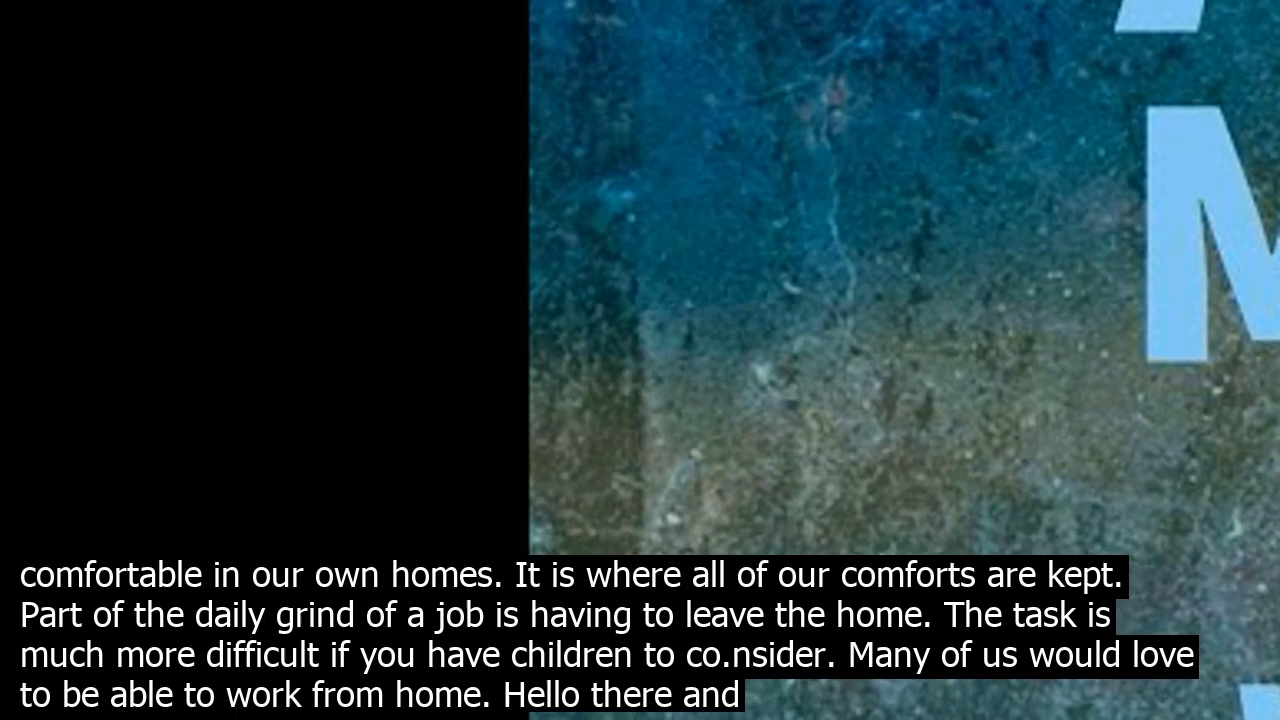 M
comfortable in our own homes. It is where all of our comforts are kept.
Part of the daily grind of a job is having to leave the home. The task is
much more difficult if you have children to co.nsider. Many of us would love
to be able to work from home. Hello there and